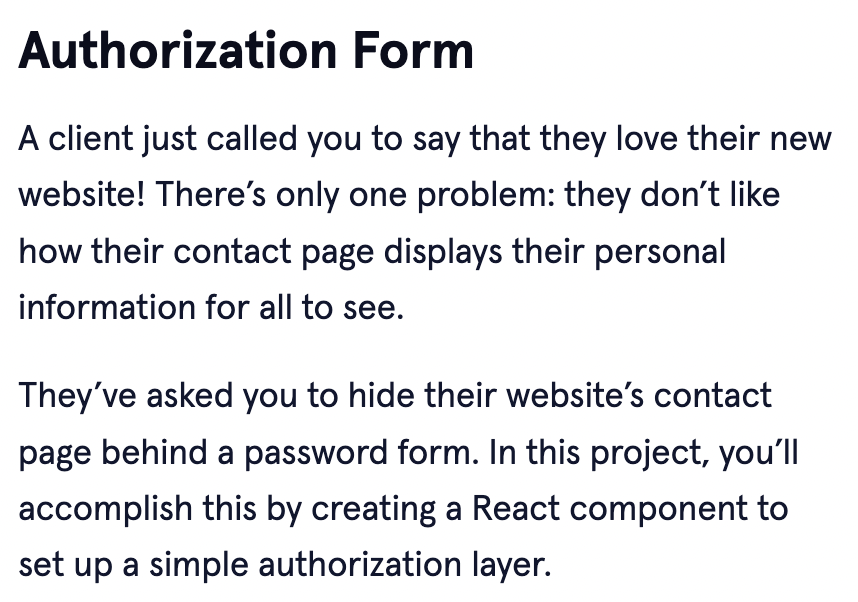 Authorization Form
A client just called you to say that they love their new
website! There’s only one problem: they don’t like
how their contact page displays their personal
information for all to see.
They’ve asked you to hide their website’s contact
page behind a password form. In this project, you’ll
accomplish this by creating a React component to
set up a simple authorization layer.